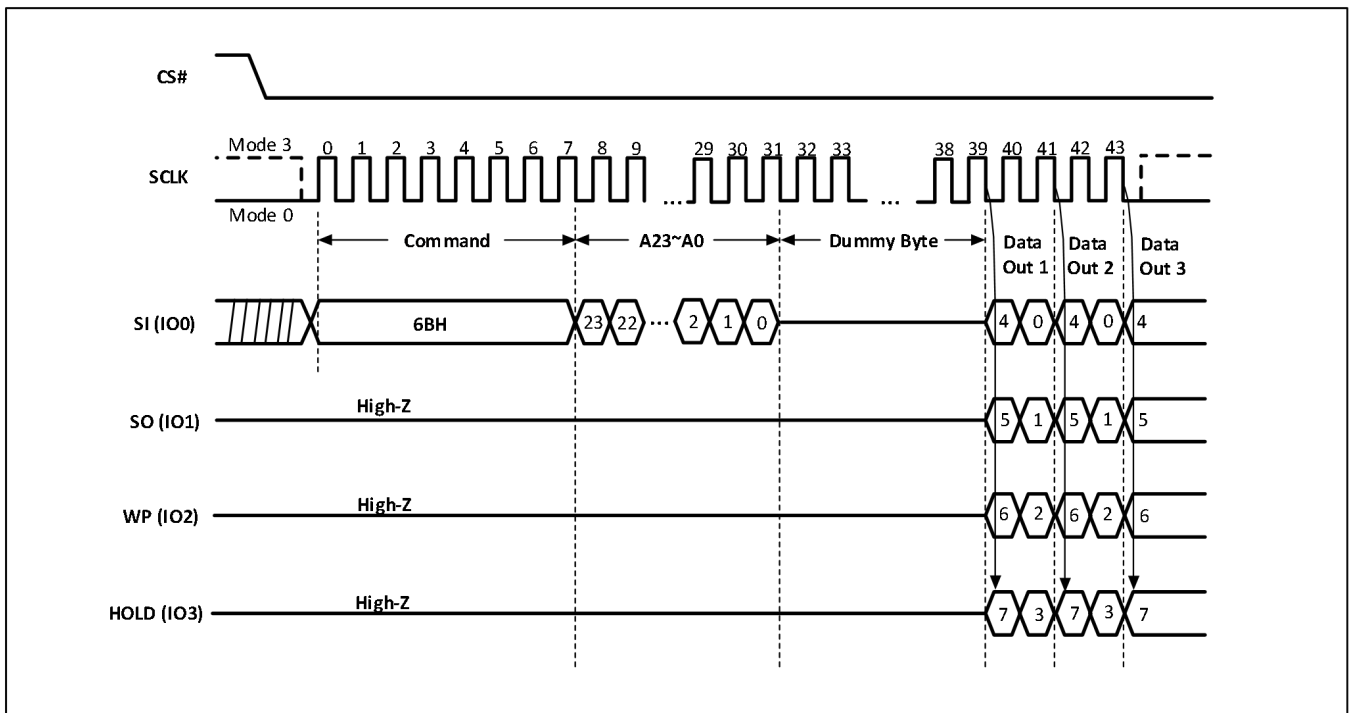 CS#
Mode 3 0 1 2 3 4 5 6 7 8 9 29 30 31 32 33 38 39 40 41 42 43
SCLK
... ...
Mode 0
Command A23~A0 Dummy Byte Data Data Data
Out 1 Out 2 Out 3
SI (IO0) 6BH 23 22 ... 2 1 0 4 0 4 0 4
High-Z
SO (IO1) 5 1 5 1 5
High-Z
WP (IO2) 6 2 6 2 6
High-Z
HOLD (IO3) 7 3 7 3 7